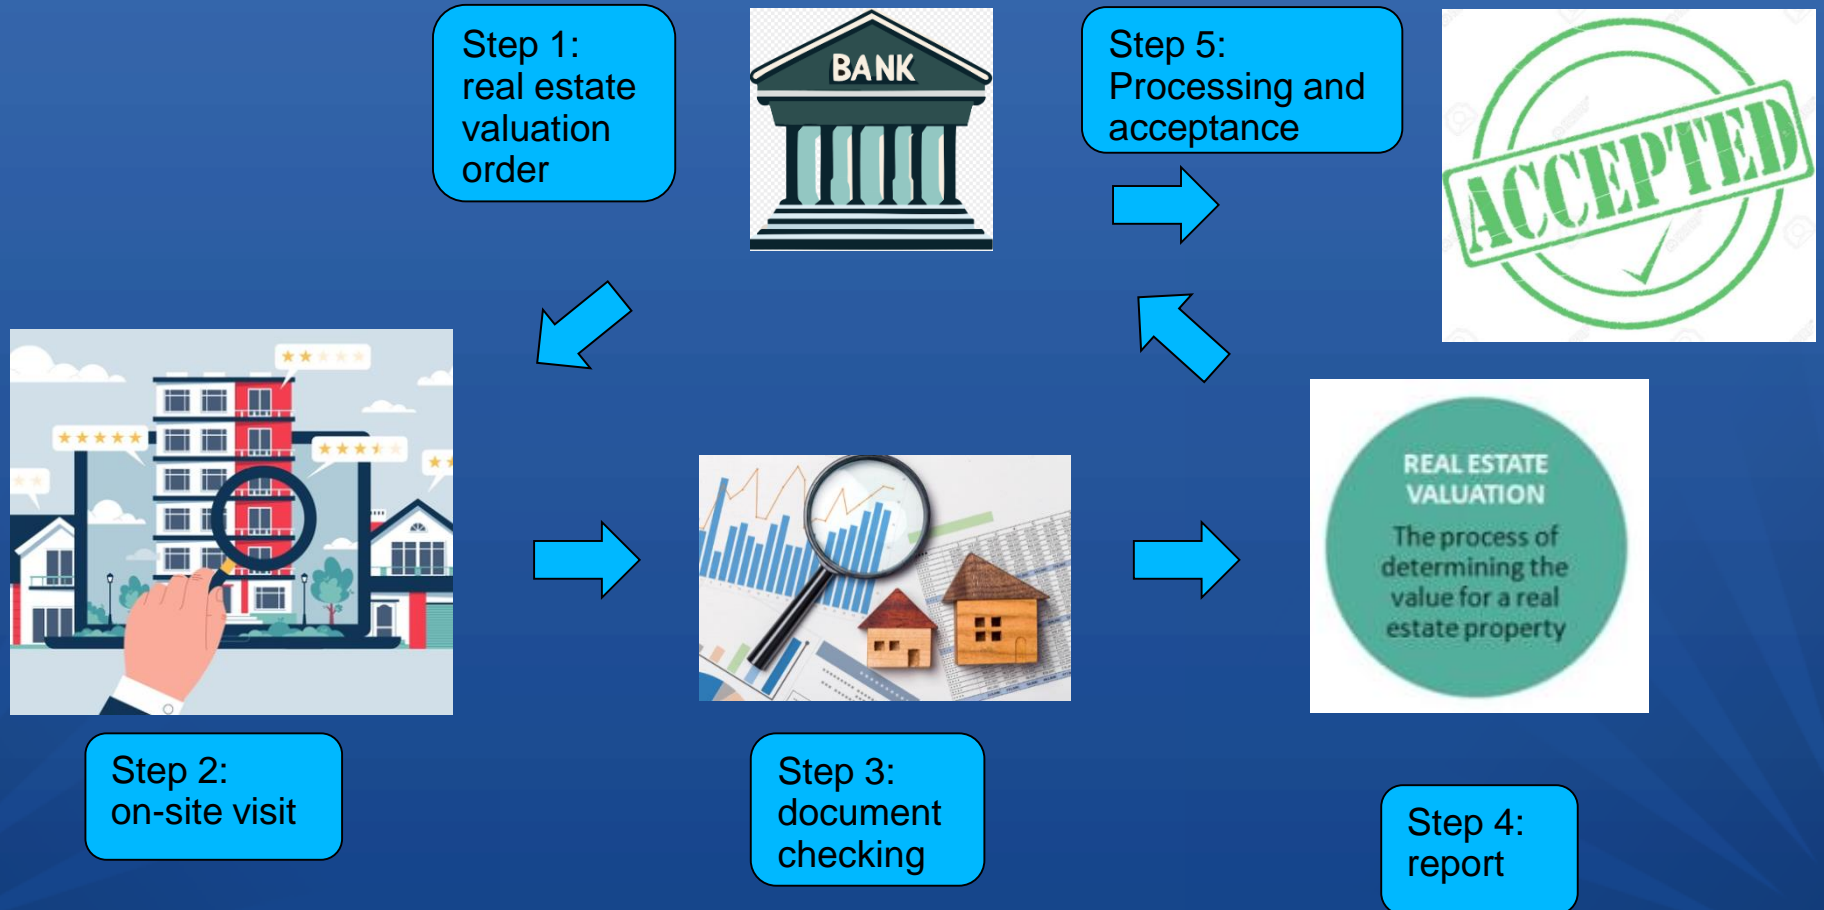 Step 1:
real estate
valuation
order
BANK
Step 5:
Processing and
acceptance
ACCEPTED
REAL ESTATE
VALUATION
The process of
determining the
value for a real
estate property
Step 2:
on-site visit
Step 3:
document
checking
Step 4:
report